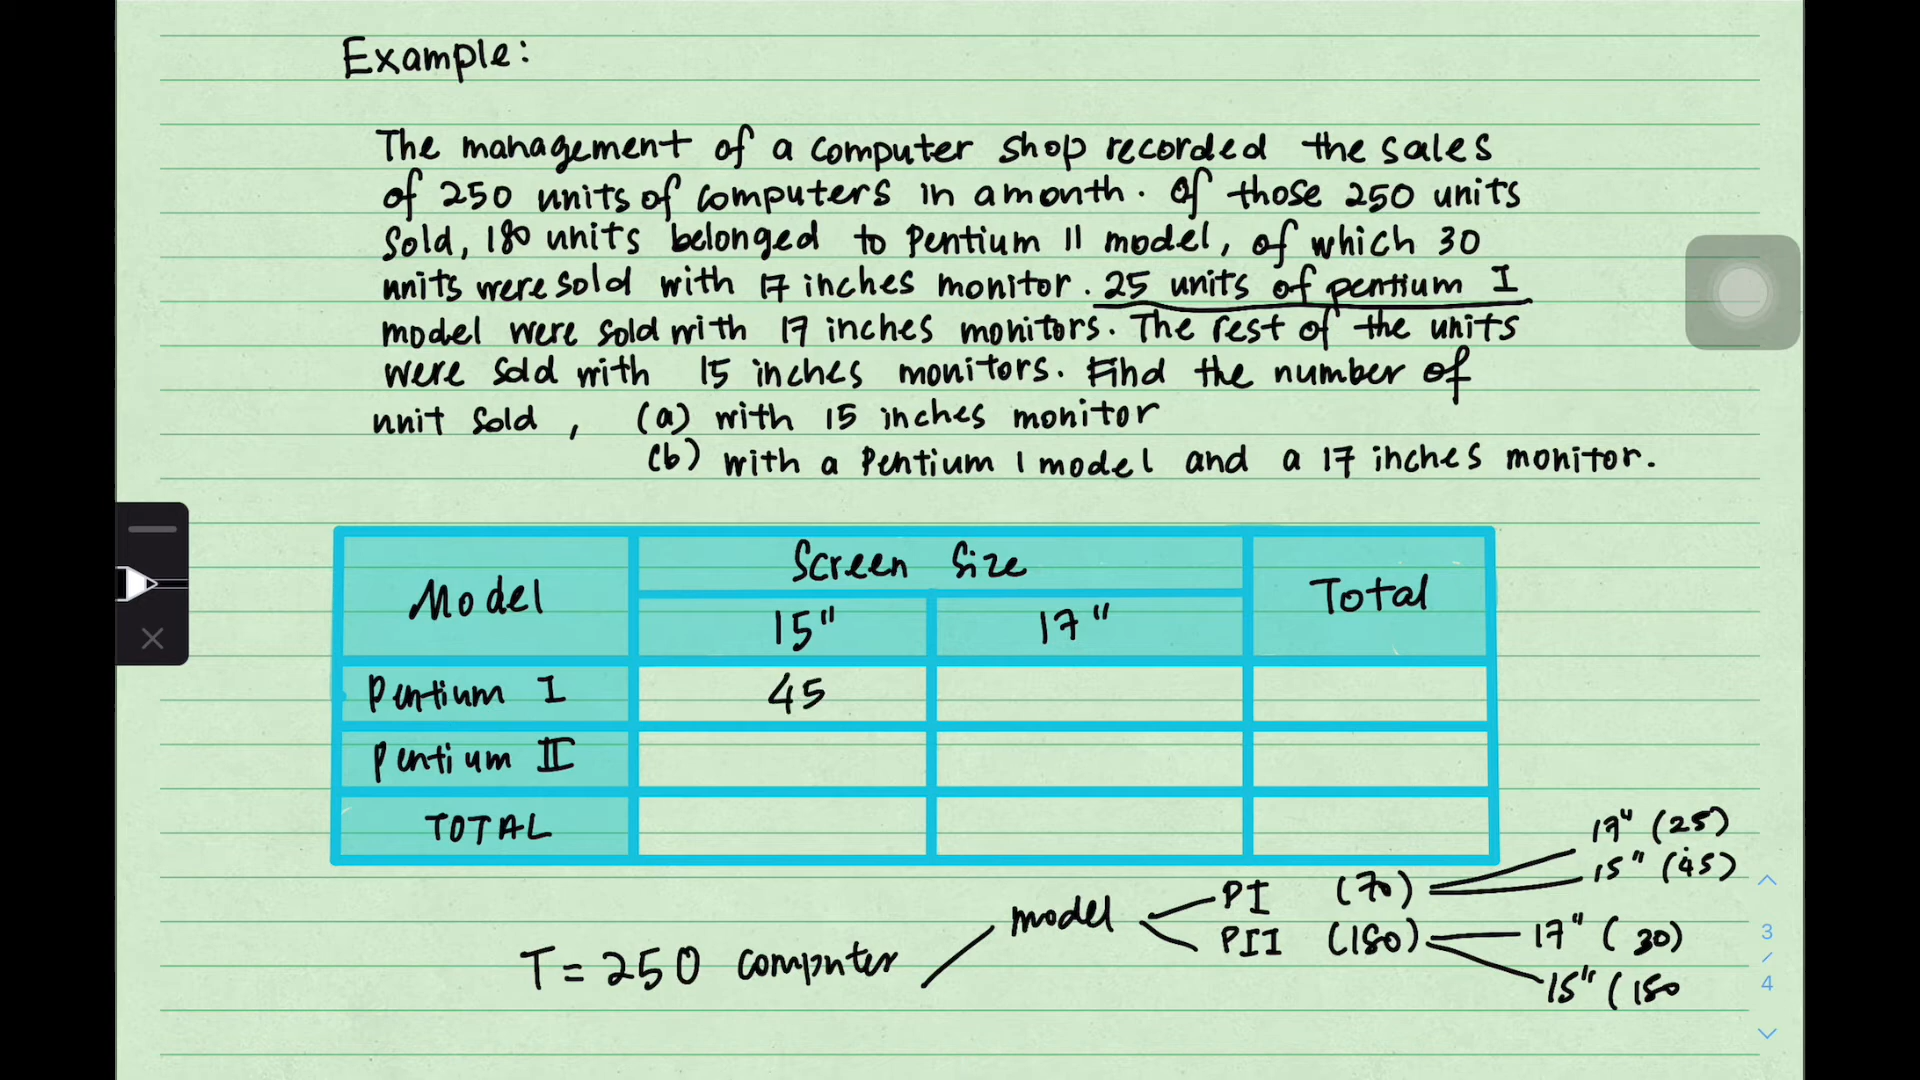 Example:
The management of a computer shop recorded the sales
of 250 units of computers in a month. Of those 250 units
sold, 180 units belonged to Pentium II model, of which 30
units were sold with 17 inches monitor. 25 units of pentium I
model were sold with 17 inches monitors. The rest of the units
were sold with 15 inches monitors. Find the number of
unit sold, (a) with 15 inches monitor
(b) with a Pentium I model and a 17 inches monitor.
Model Screen Size Total
15" 17"
Pentium I 45
Pentium II
TOTAL
17" (25)
15" (45)
model PI (70)
PII (180) 17" (30)
T = 250 computer
15" (150
3
/
4